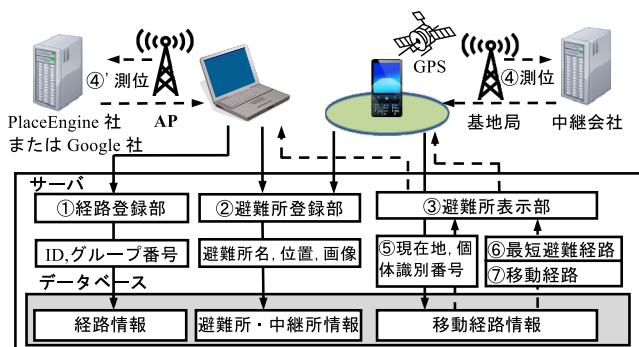 GPS
④' 測位
④測位
PlaceEngine 社
または Google 社
AP
基地局
中継会社
サーバ
①経路登録部
②避難所登録部
③避難所表示部
ID,グループ番号
避難所名, 位置, 画像
⑤現在地, 個
体識別番号
⑥最短避難経路
⑦移動経路
データベース
経路情報
避難所・中継所情報
移動経路情報